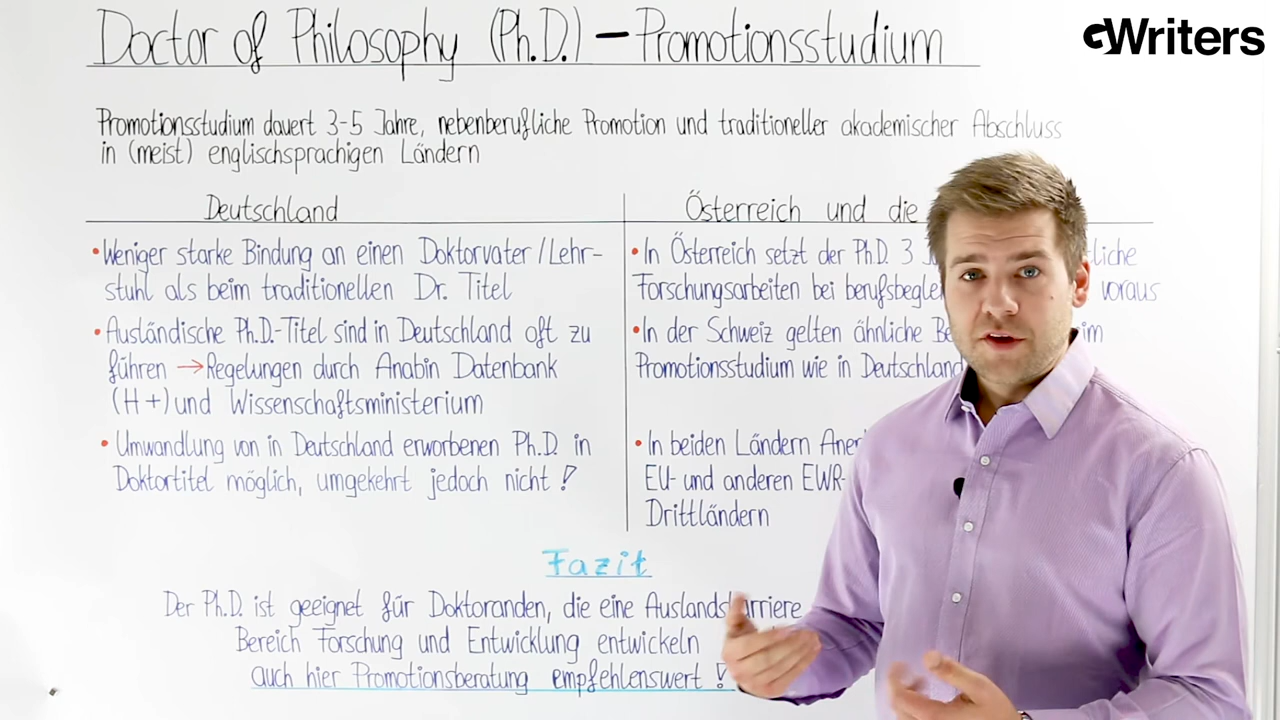 GWriters
Doctor of Philosophy (Ph.D.) – Promotionsstudium
Promotionsstudium dauert 3-5 Jahre, nebenberufliche Promotion und traditioneller akademischer Abschluss
in (meist) englischsprachigen Ländern
Deutschland
• Weniger starke Bindung an einen Doktorvater/Lehr-
stuhl als beim traditionellen Dr. Titel
• Ausländische Ph.D.-Titel sind in Deutschland oft zu
führen → Regelungen durch Anabin Datenbank
(H+) und Wissenschaftsministerium
• Umwandlung von in Deutschland erworbenen Ph.D. in
Doktortitel möglich, umgekehrt jedoch nicht!
Österreich und die
• In Österreich setzt der Ph.D. 3
Forschungsarbeiten bei voraus
• In der Schweiz gelten ähnliche im
Promotionsstudium wie in Deutschland
• In beiden Ländern
EU- und anderen EWR-
Drittländern
Fazit
Der Ph.D. ist geeignet für Doktoranden, die eine
Bereich Forschung und Entwicklung entwickeln
auch hier Promotionsberatung empfehlenswert!